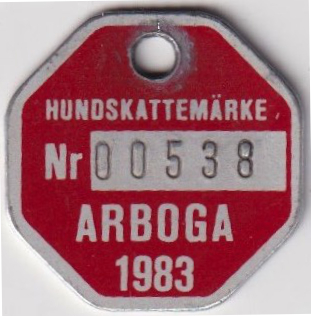 HUNDSKATTEMÄRKE
Nr 00538
ARBOGA
1983